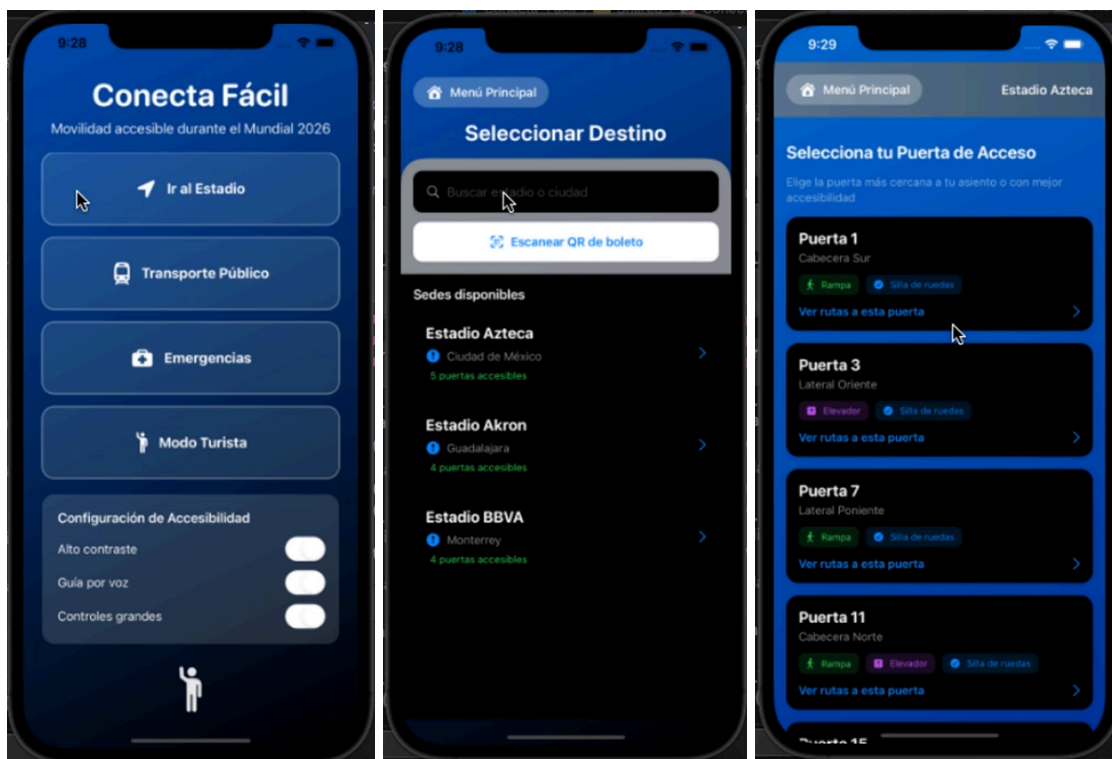 9:28
Conecta Fácil
Movilidad accesible durante el Mundial 2026
Ir al Estadio
Transporte Público
Emergencias
Modo Turista
Configuración de Accesibilidad
Alto contraste
Guía por voz
Controles grandes
9:28
Menú Principal
Seleccionar Destino
Buscar estadio o ciudad
Escanear QR de boleto
Sedes disponibles
Estadio Azteca
Ciudad de México
5 puertas accesibles
Estadio Akron
Guadalajara
4 puertas accesibles
Estadio BBVA
Monterrey
4 puertas accesibles
9:29
Menú Principal
Estadio Azteca
Selecciona tu Puerta de Acceso
Elige la puerta más cercana a tu asiento o con mejor
accesibilidad
Puerta 1
Cabecera Sur
Rampa
Silla de ruedas
Ver rutas a esta puerta
Puerta 3
Lateral Oriente
Elevador
Silla de ruedas
Ver rutas a esta puerta
Puerta 7
Lateral Poniente
Rampa
Silla de ruedas
Ver rutas a esta puerta
Puerta 11
Cabecera Norte
Rampa
Elevador
Silla de ruedas
Ver rutas a esta puerta
Puerta 15